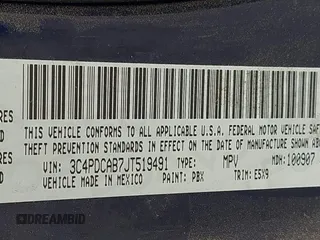 THIS VEHICLE CONFORMS TO ALL APPLICABLE U.S.A. FEDERAL MOTOR VEHICLE SAF
THEFT PREVENTION STANDARDS IN EFFECT ON THE DATE OF MANUFACTURE SHOWN AB
VIN: 3C4PDCAB7JT519491 TYPE: MPV MDH: 100907
VEHICLE MADE IN MEXICO PAINT: PBX TRIM: E5X9
DREAMBID